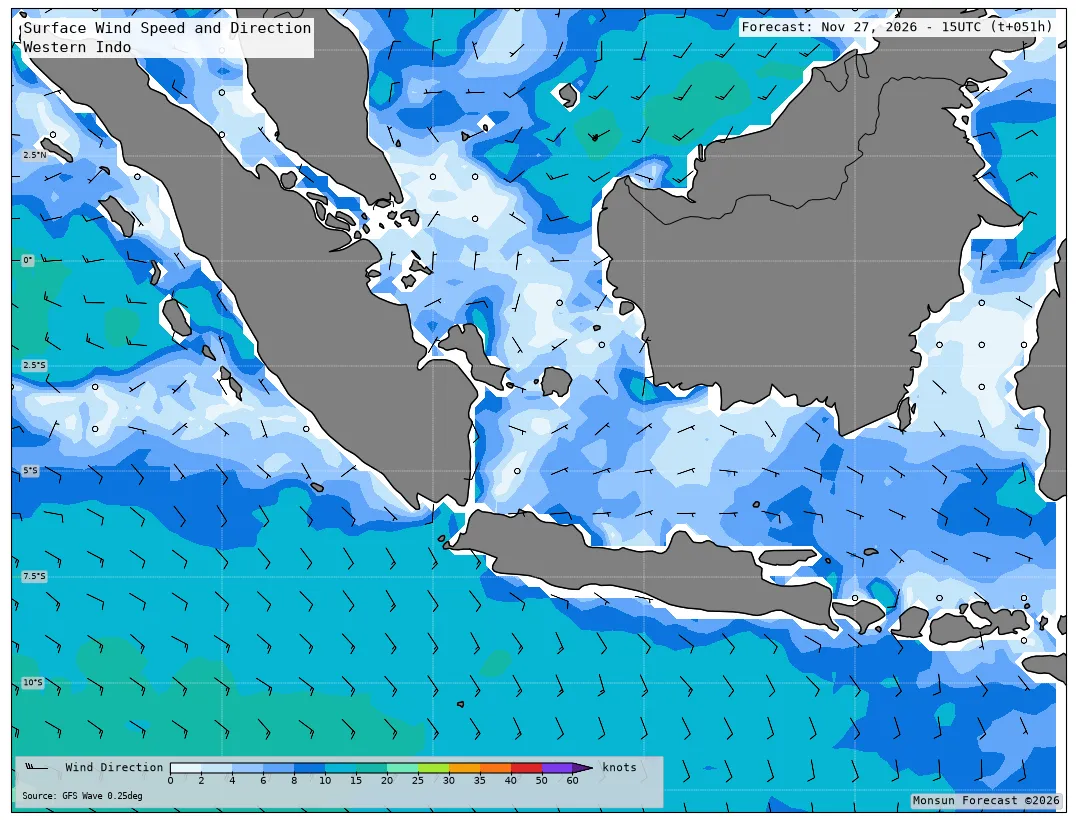 Surface Wind Speed and Direction
Western Indo
Forecast: Nov 27, 2026 - 15UTC (t+051h)
2.5°N
0°
2.5°S
5°S
7.5°S
10°S
Wind Direction
0 2 4 6 8 10 15 20 25 30 35 40 50 60
knots
Source: GFS Wave 0.25deg
Monsun Forecast ©2026